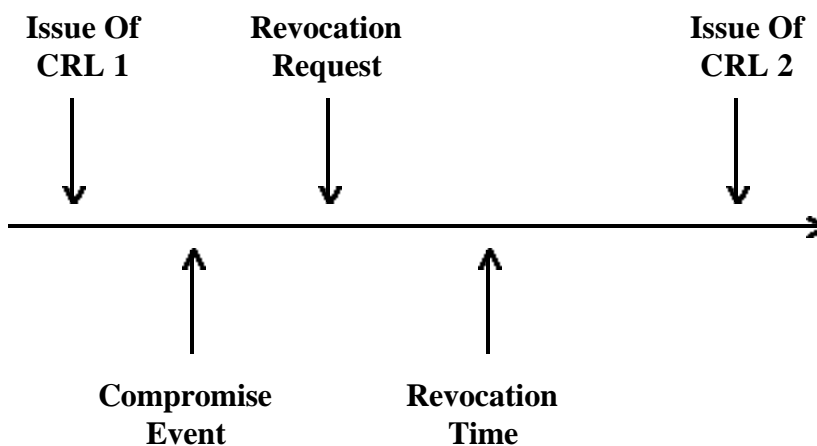 Issue Of
CRL 1
Revocation
Request
Issue Of
CRL 2
Compromise
Event
Revocation
Time